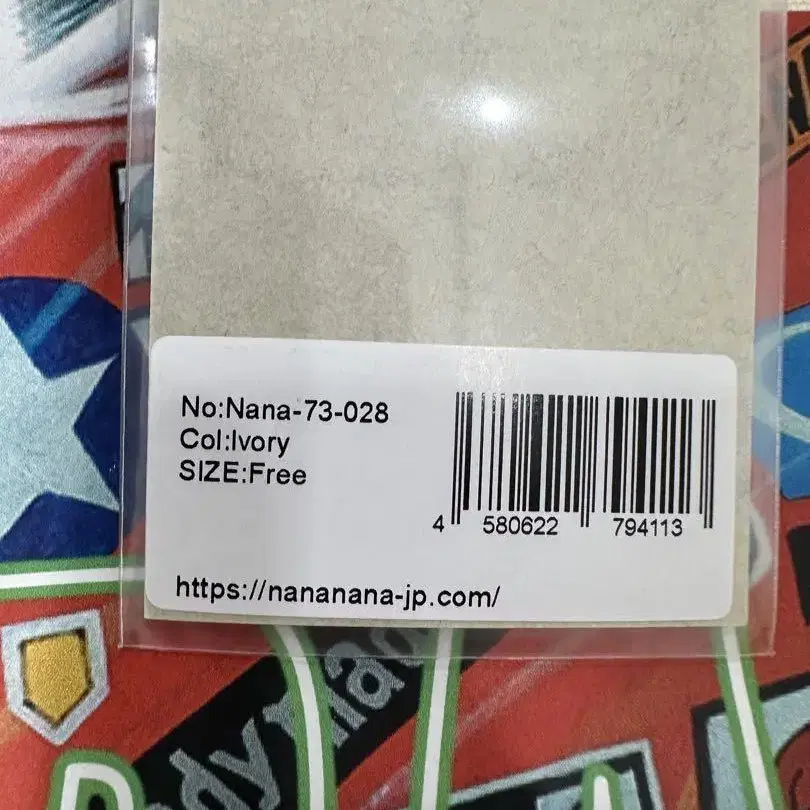 No:Nana-73-028
Col:Ivory
SIZE:Free
4 580622 794113
https://nananana-jp.com/